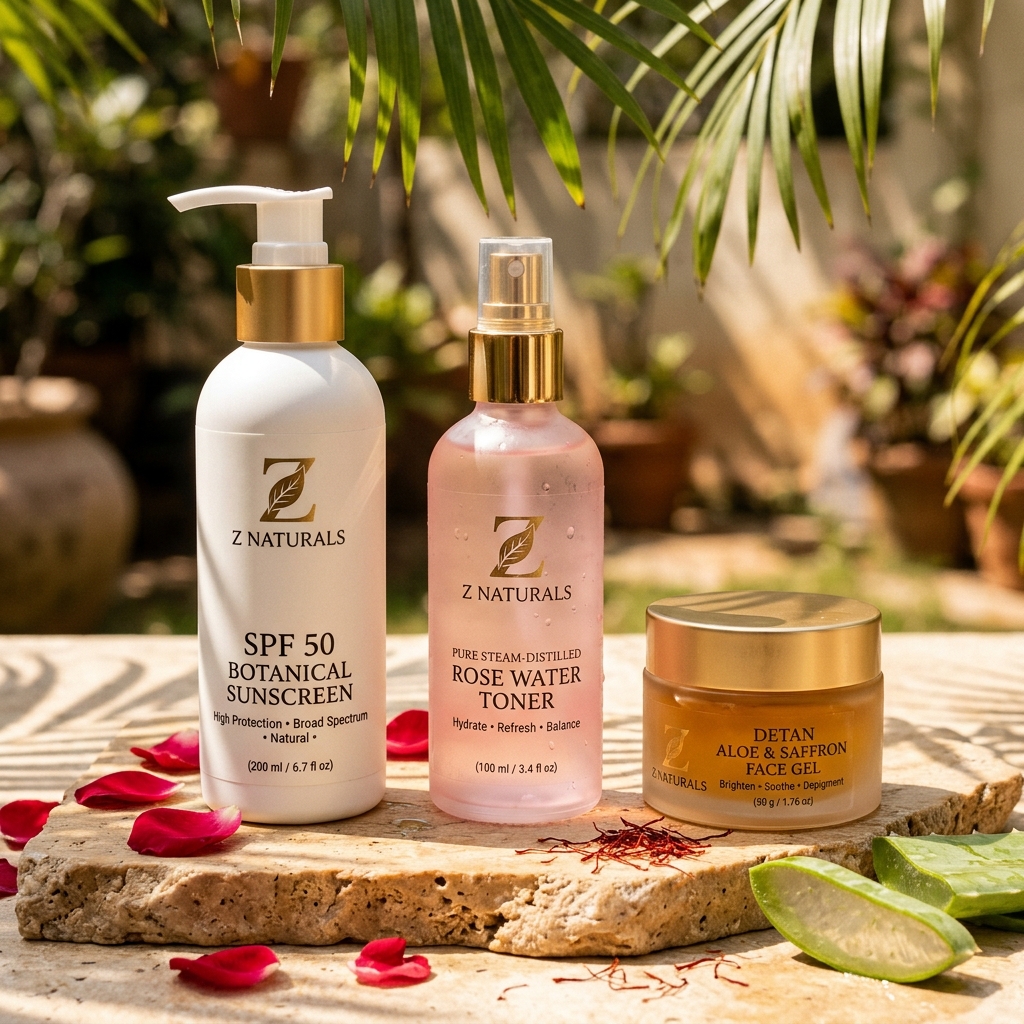 Z
Z NATURALS
SPF 50
BOTANICAL
SUNSCREEN
High Protection • Broad Spectrum
• Natural •
(200 ml / 6.7 fl oz)
Z
Z NATURALS
PURE STEAM-DISTILLED
ROSE WATER
TONER
Hydrate • Refresh • Balance
(100 ml / 3.4 fl oz)
Z
Z NATURALS
DETAN
ALOE & SAFFRON
FACE GEL
Brighten • Soothe • Depigment
(90 g / 1.76 oz)